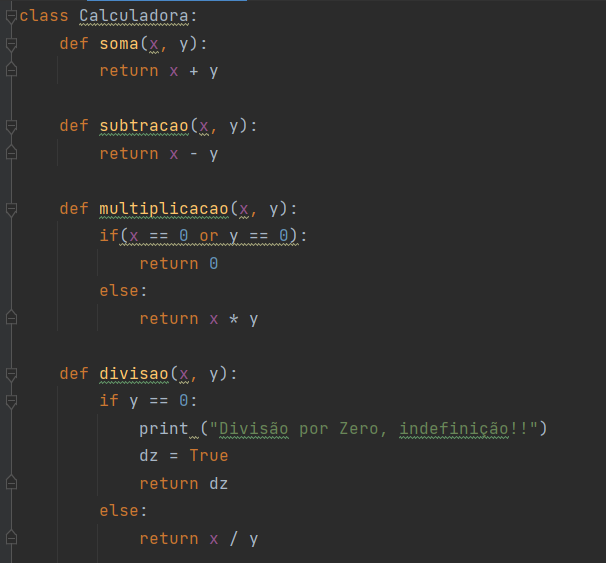 class Calculadora:
    def soma(x, y):
        return x + y
    def subtracao(x, y):
        return x - y
    def multiplicacao(x, y):
        if(x == 0 or y == 0):
            return 0
        else:
            return x * y
    def divisao(x, y):
        if y == 0:
            print ("Divisão por Zero, indefinição!!")
            dz = True
            return dz
        else:
            return x / y